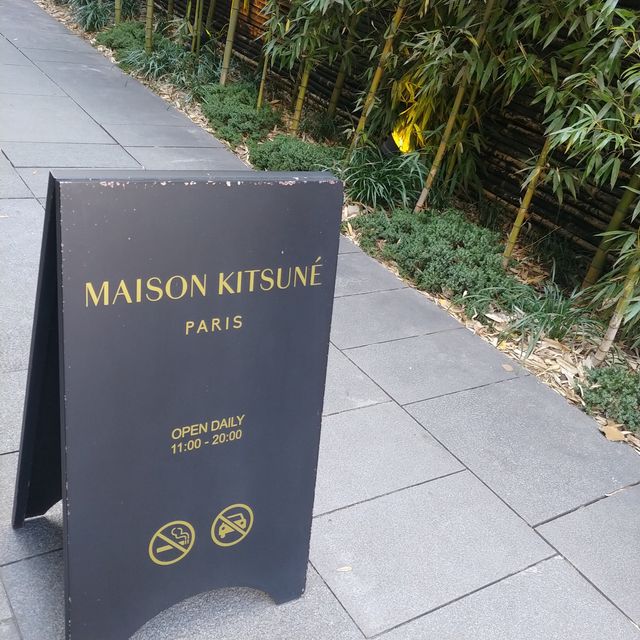 MAISON KITSUNÉ
PARIS
OPEN DAILY
11:00 - 20:00